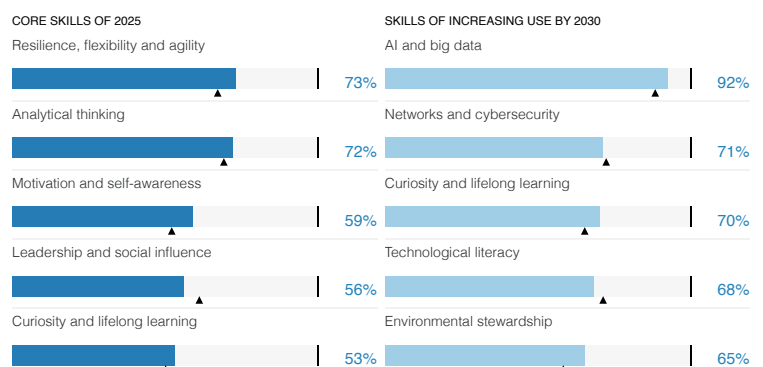 CORE SKILLS OF 2025
Resilience, flexibility and agility
73%
Analytical thinking
72%
Motivation and self-awareness
59%
Leadership and social influence
56%
Curiosity and lifelong learning
53%
SKILLS OF INCREASING USE BY 2030
AI and big data
92%
Networks and cybersecurity
71%
Curiosity and lifelong learning
70%
Technological literacy
68%
Environmental stewardship
65%